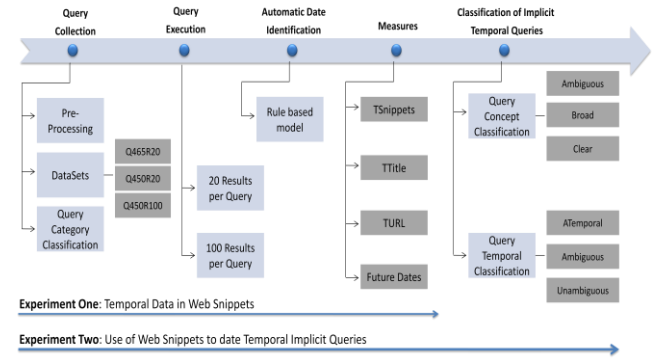 Query
Collection
Query
Execution
Automatic Date
Identification
Measures
Classification of Implicit
Temporal Queries
Pre-
Processing
DataSets
Q465R20
Q450R20
Q450R100
Query
Category
Classification
20 Results
per Query
100 Results
per Query
Rule based
model
TSnippets
TTitle
TURL
Future Dates
Query
Concept
Classification
Ambiguous
Broad
Clear
Query
Temporal
Classification
ATemporal
Ambiguous
Unambiguous
Experiment One: Temporal Data in Web Snippets
Experiment Two: Use of Web Snippets to date Temporal Implicit Queries